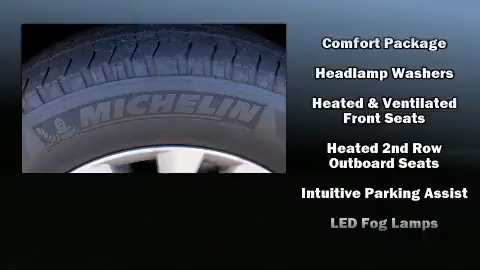 MICHELIN
Comfort Package
Headlamp Washers
Heated & Ventilated
Front Seats
Heated 2nd Row
Outboard Seats
Intuitive Parking Assist
LED Fog Lamps